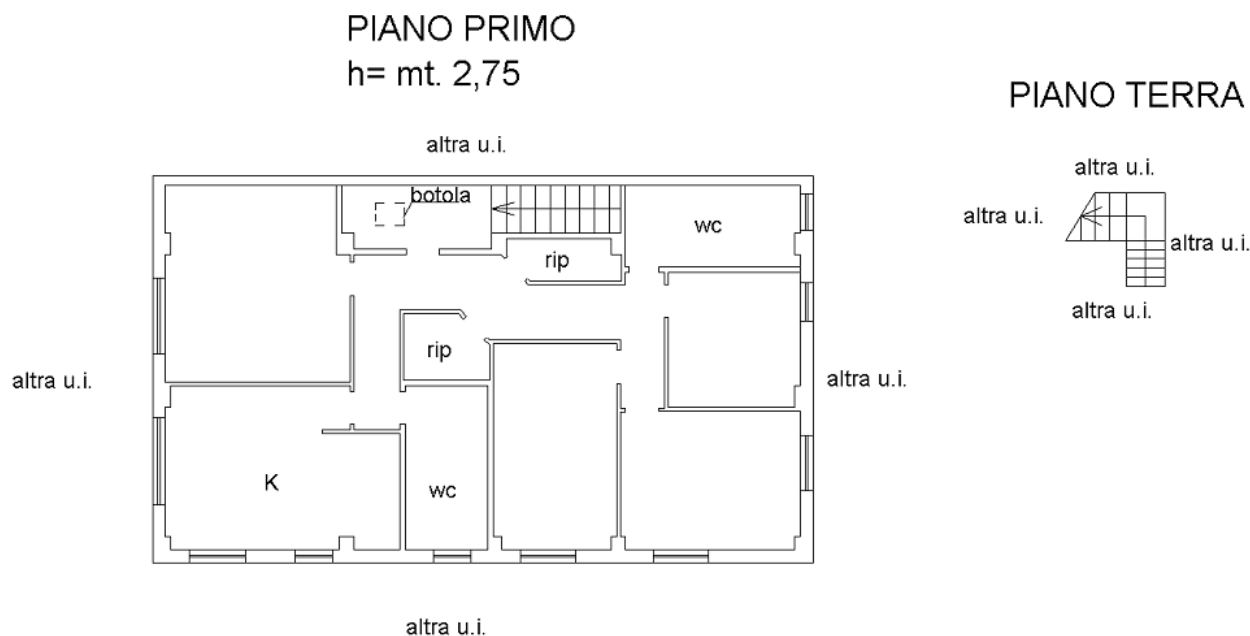 PIANO PRIMO
h= mt. 2,75
PIANO TERRA
altra u.i.
altra u.i.
botola
altra u.i.
wc
altra u.i.
rip
altra u.i.
rip
altra u.i.
altra u.i.
K
wc
altra u.i.